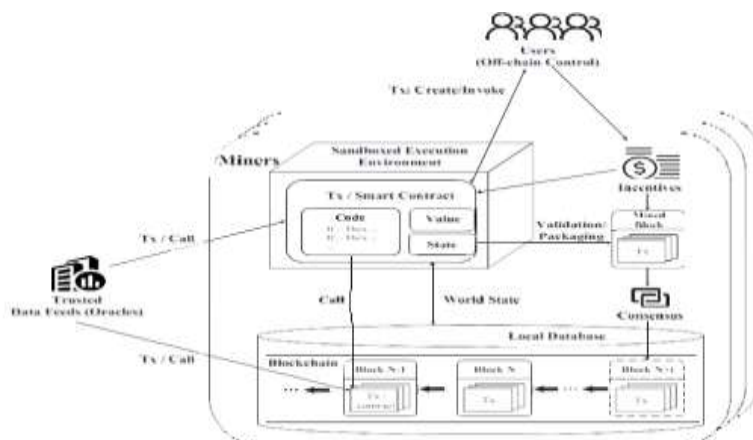 Users
(Off-chain Control)
Tx: Create/Invoke
Miners
Sandboxed Execution
Environment
Tx / Smart Contract
Code
Value
State
Incentives
Validation/
Packaging
Mined
Block
Tx
Tx / Call
Trusted
Data Feeds (Oracles)
Call
World State
Consensus
Local Database
Tx / Call
Blockchain
Block N-1
Block N
Block N+1
...
Tx
contract
Tx
...
Tx